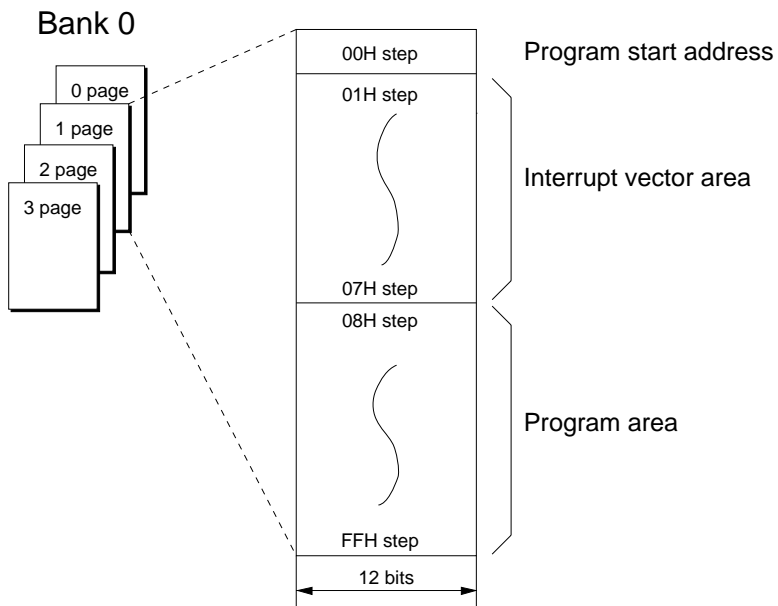 Bank 0
0 page
1 page
2 page
3 page
00H step
Program start address
01H step
Interrupt vector area
07H step
08H step
Program area
FFH step
12 bits